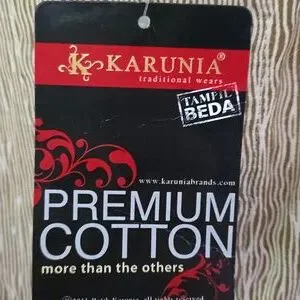 K KARUNIA®
traditional wears
TAMPIL
BEDA
www.karuniabrands.com
PREMIUM
COTTON
more than the others